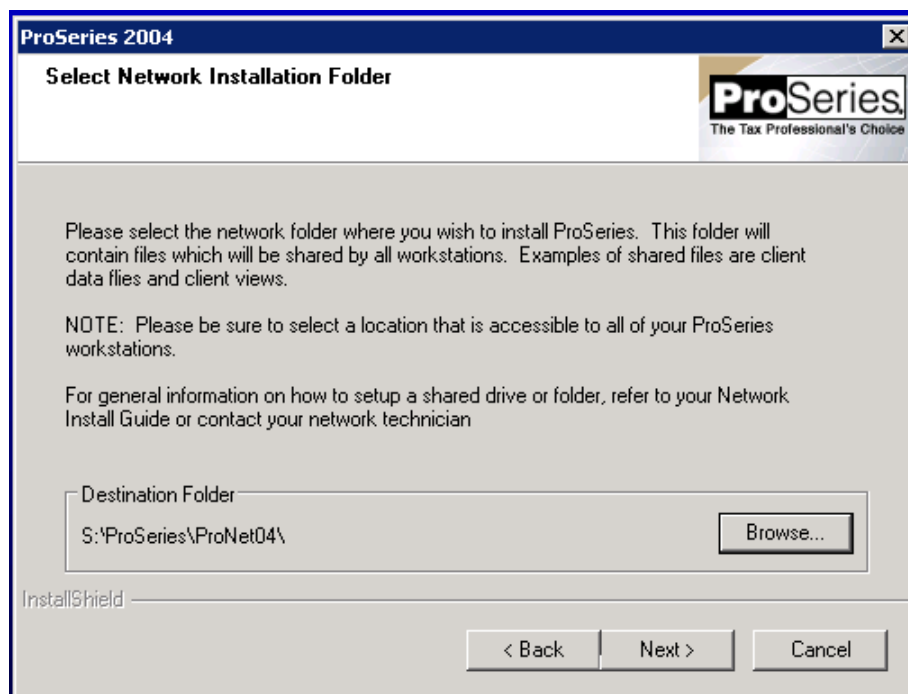 ProSeries 2004
Select Network Installation Folder
ProSeries
The Tax Professional's Choice
Please select the network folder where you wish to install ProSeries. This folder will
contain files which will be shared by all workstations. Examples of shared files are client
data flies and client views.
NOTE: Please be sure to select a location that is accessible to all of your ProSeries
workstations.
For general information on how to setup a shared drive or folder, refer to your Network
Install Guide or contact your network technician
Destination Folder
S:\ProSeries\ProNet04\
Browse...
InstallShield
< Back
Next >
Cancel